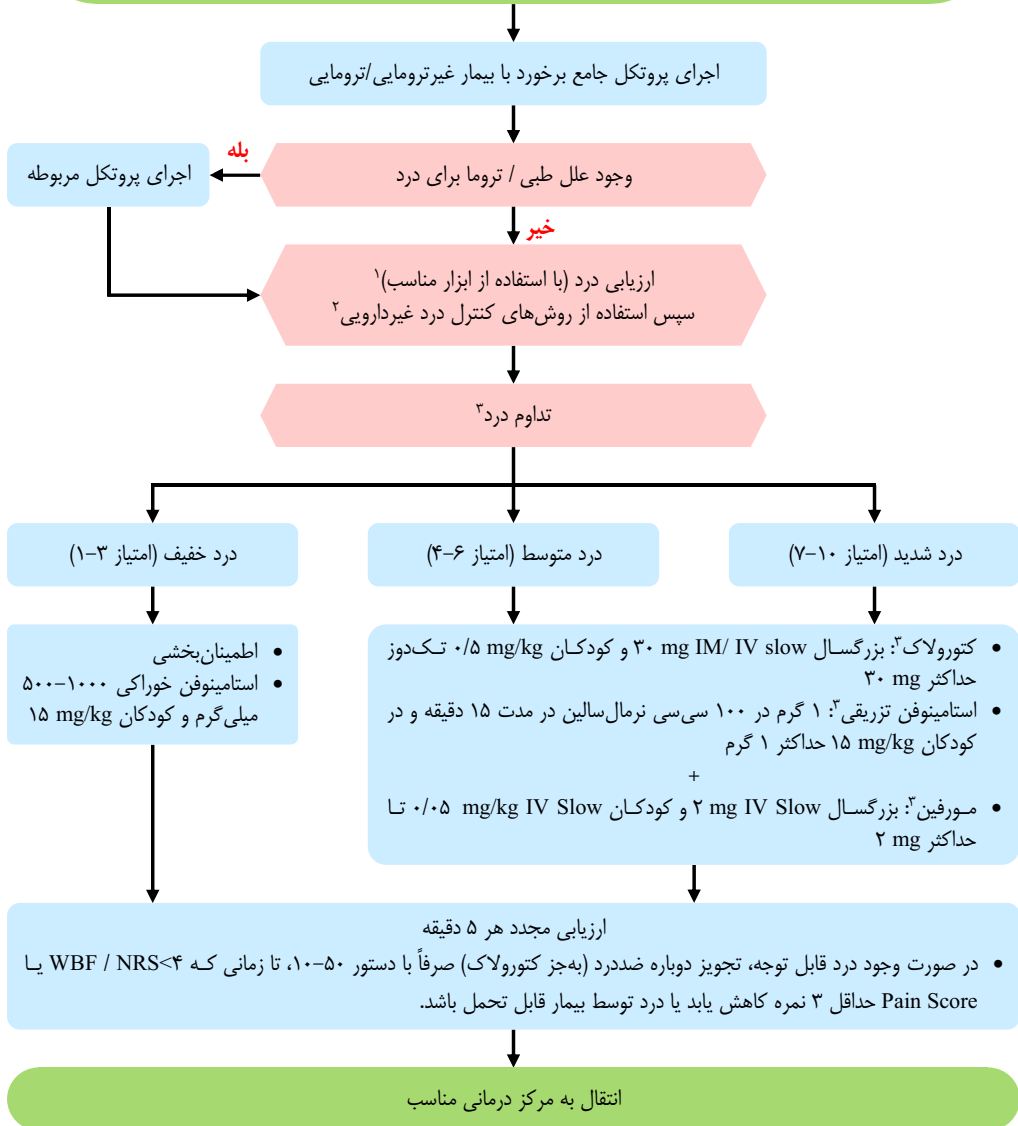 اجرای پروتکل جامع برخورد با بیمار غیرترومایی/ترومایی
وجود علل طبی / تروما برای درد
بله
اجرای پروتکل مربوطه
خیر
ارزیابی درد (با استفاده از ابزار مناسب)۱
سپس استفاده از روش‌های کنترل درد غیردارویی۲
تداوم درد۳
درد شدید (امتیاز ۱۰–۷)
درد متوسط (امتیاز ۶–۴)
درد خفیف (امتیاز ۳–۱)
• کتورولاک۳: بزرگسال ۳۰ mg IM/ IV slow و کودکان ۰/۵ mg/kg تک‌دوز
حداکثر ۳۰ mg
• استامینوفن تزریقی۳: ۱ گرم در ۱۰۰ سی‌سی نرمال‌سالین در مدت ۱۵ دقیقه و در
کودکان ۱۵ mg/kg حداکثر ۱ گرم
+
• مورفین۳: بزرگسال ۲ mg IV Slow و کودکان ۰/۰۵ mg/kg IV Slow تا
حداکثر ۲ mg
• اطمینان‌بخشی
• استامینوفن خوراکی ۱۰۰۰–۵۰۰
میلی‌گرم و کودکان ۱۵ mg/kg
ارزیابی مجدد هر ۵ دقیقه
• در صورت وجود درد قابل توجه، تجویز دوباره ضددرد (به‌جز کتورولاک) صرفاً با دستور ۵۰–۱۰، تا زمانی که WBF / NRS<۴ یا
Pain Score حداقل ۳ نمره کاهش یابد یا درد توسط بیمار قابل تحمل باشد.
انتقال به مرکز درمانی مناسب